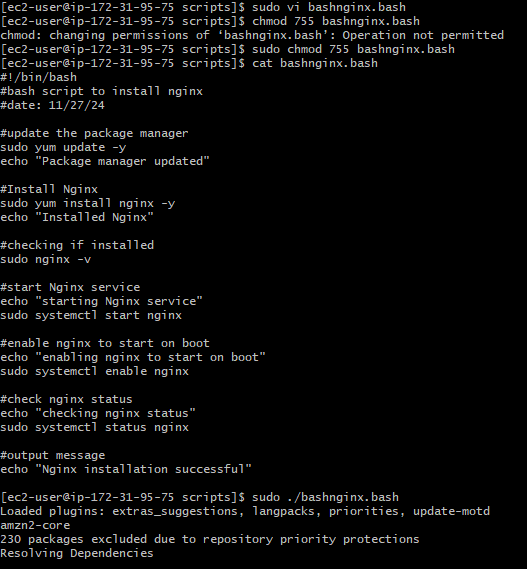 [ec2-user@ip-172-31-95-75 scripts]$ sudo vi bashnginx.bash
[ec2-user@ip-172-31-95-75 scripts]$ chmod 755 bashnginx.bash
chmod: changing permissions of ‘bashnginx.bash’: Operation not permitted
[ec2-user@ip-172-31-95-75 scripts]$ sudo chmod 755 bashnginx.bash
[ec2-user@ip-172-31-95-75 scripts]$ cat bashnginx.bash
#!/bin/bash
#bash script to install nginx
#date: 11/27/24

#update the package manager
sudo yum update -y
echo "Package manager updated"

#Install Nginx
sudo yum install nginx -y
echo "Installed Nginx"

#checking if installed
sudo nginx -v

#start Nginx service
echo "starting Nginx service"
sudo systemctl start nginx

#enable nginx to start on boot
echo "enabling nginx to start on boot"
sudo systemctl enable nginx

#check nginx status
echo "checking nginx status"
sudo systemctl status nginx

#output message
echo "Nginx installation successful"

[ec2-user@ip-172-31-95-75 scripts]$ sudo ./bashnginx.bash
Loaded plugins: extras_suggestions, langpacks, priorities, update-motd
amzn2-core
230 packages excluded due to repository priority protections
Resolving Dependencies